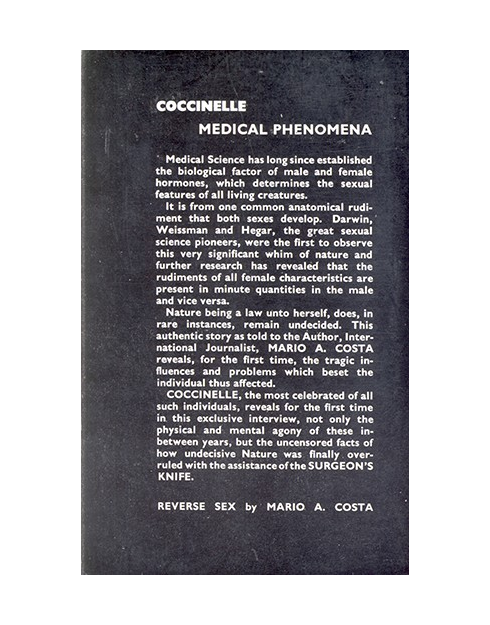 COCCINELLE
MEDICAL PHENOMENA
Medical Science has long since established
the biological factor of male and female
hormones, which determines the sexual
features of all living creatures.
It is from one common anatomical rudi-
ment that both sexes develop. Darwin,
Weissman and Hegar, the great sexual
science pioneers, were the first to observe
this very significant whim of nature and
further research has revealed that the
rudiments of all female characteristics are
present in minute quantities in the male
and vice versa.
Nature being a law unto herself, does, in
rare instances, remain undecided. This
authentic story as told to the Author, Inter-
national Journalist, MARIO A. COSTA
reveals, for the first time, the tragic in-
fluences and problems which beset the
individual thus affected.
COCCINELLE, the most celebrated of all
such individuals, reveals for the first time
in this exclusive interview, not only the
physical and mental agony of these in-
between years, but the uncensored facts of
how undecisive Nature was finally over-
ruled with the assistance of the SURGEON'S
KNIFE.
REVERSE SEX by MARIO A. COSTA